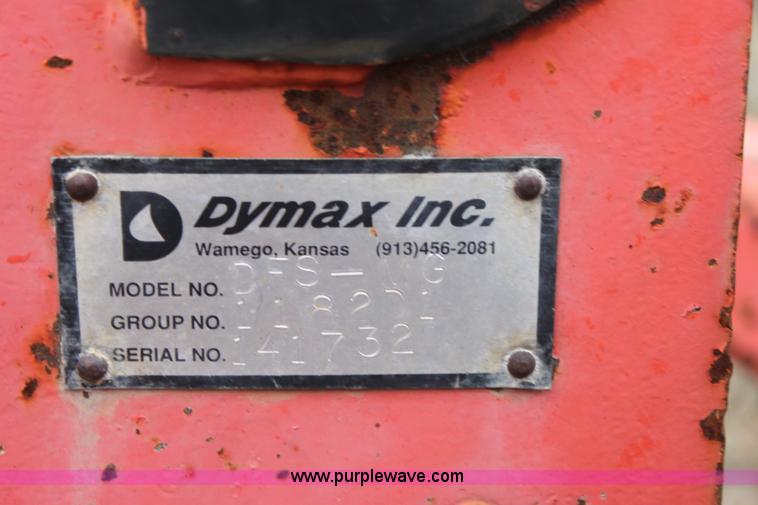 Dymax Inc.
Wamego, Kansas (913)456-2081
MODEL NO.
GROUP NO.
SERIAL NO. 141732
www.purplewave.com